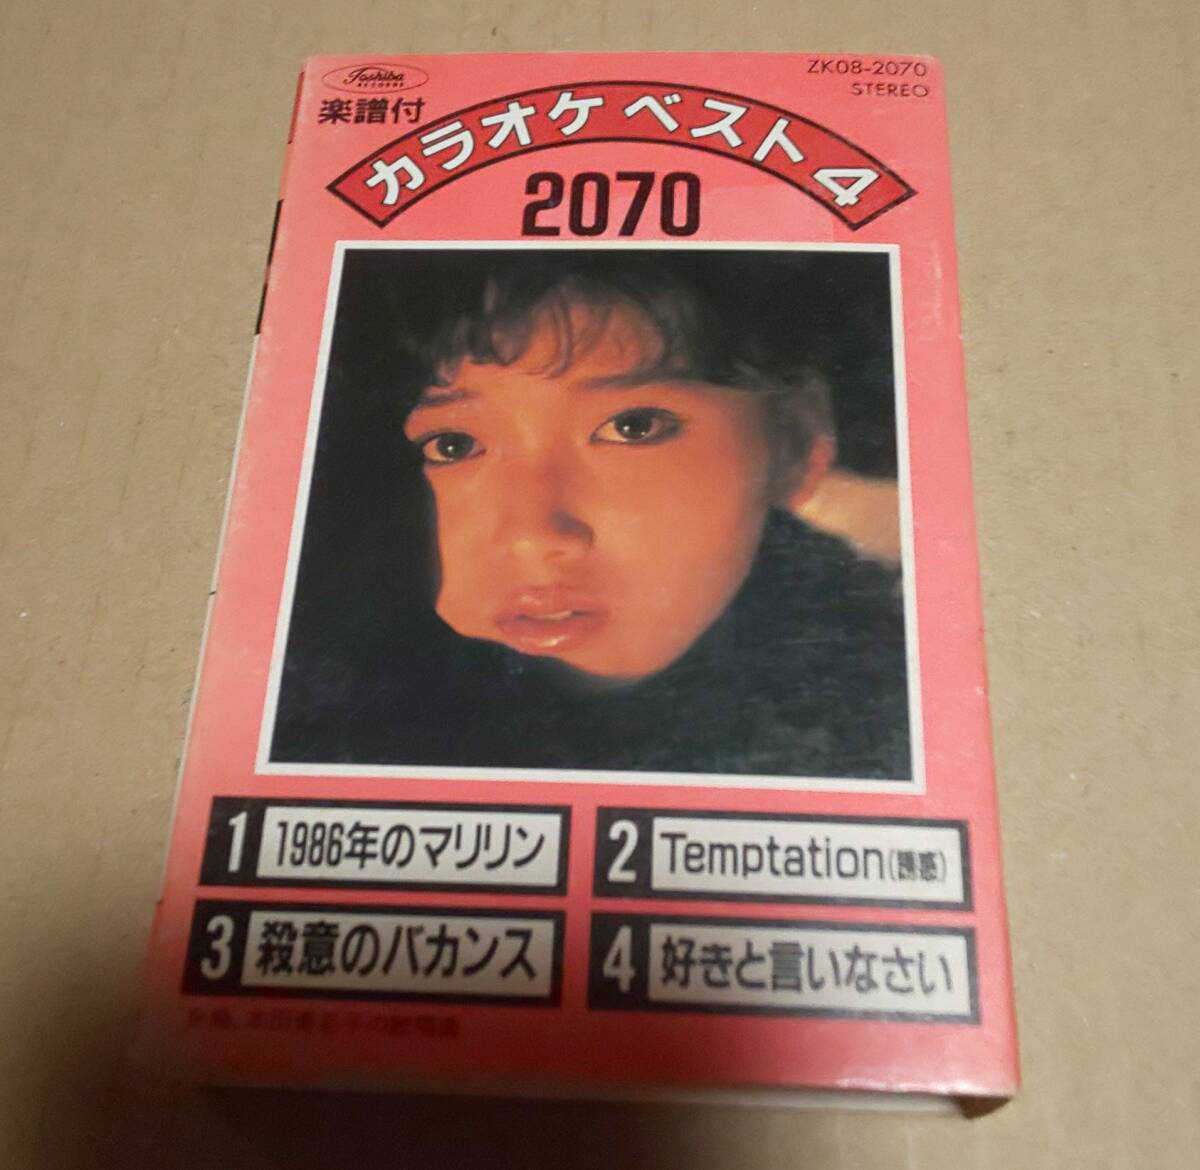 Toshiba
RECORDS
ZK08-2070
STEREO
楽譜付
カラオケ ベスト 4
2070
1 1986年のマリリン
2 Temptation(誘惑)
3 殺意のバカンス
4 好きと言いなさい